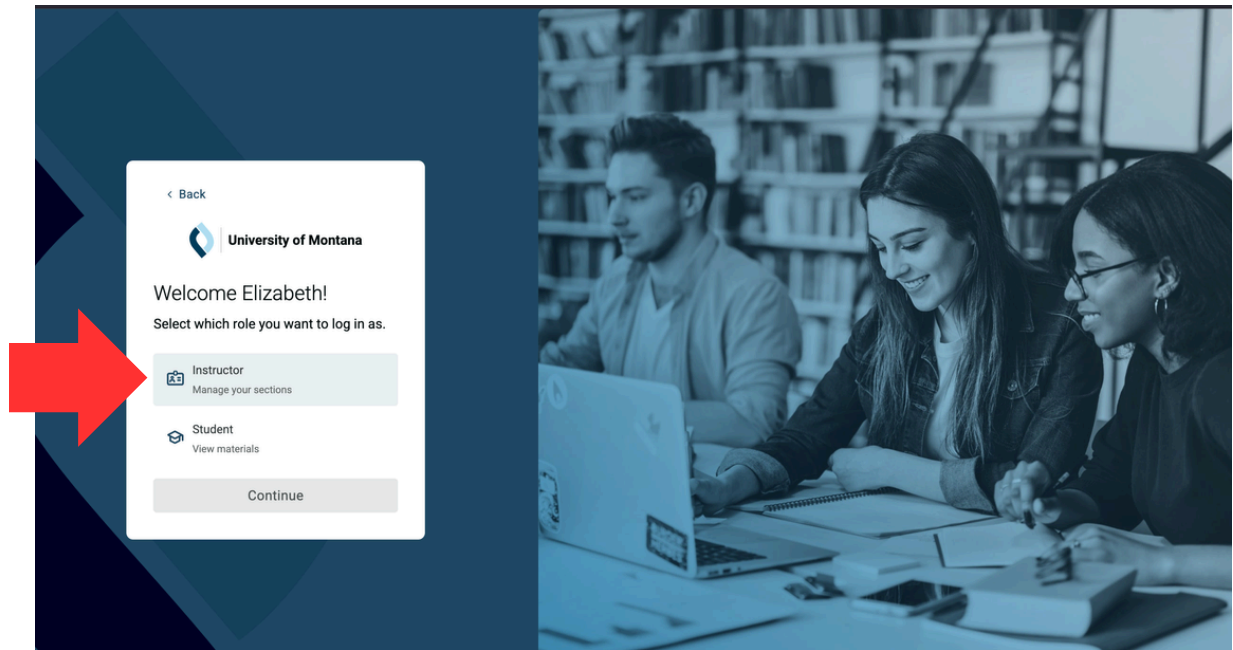 < Back
University of Montana
Welcome Elizabeth!
Select which role you want to log in as.
Instructor
Manage your sections
Student
View materials
Continue